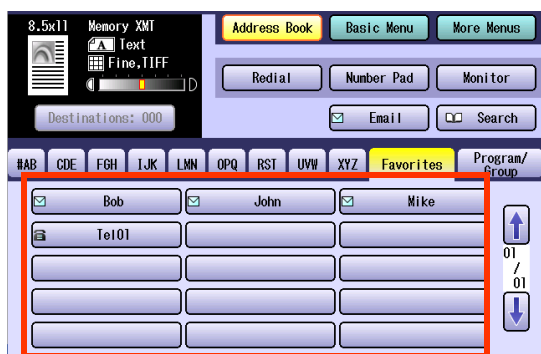 8.5x11 Memory XMT
A Text
Fine,TIFF
D
Destinations: 000
Address Book Basic Menu More Menus
Redial Number Pad Monitor
Email Search
#AB CDE FGH IJK LMN OPQ RST UVW XYZ Favorites Program/
Group
Bob John Mike
Tel01
01
/
01